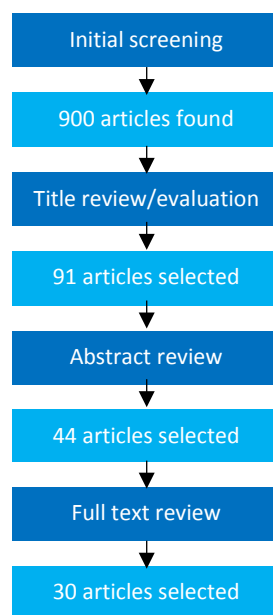 Initial screening
900 articles found
Title review/evaluation
91 articles selected
Abstract review
44 articles selected
Full text review
30 articles selected